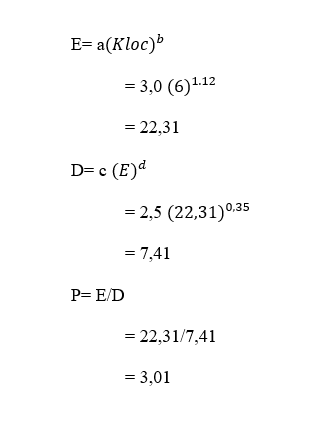 E= a(Kloc)ᵇ
= 3,0 (6)¹·¹²
= 22,31
D= c (E)ᵈ
= 2,5 (22,31)⁰,³⁵
= 7,41
P= E/D
= 22,31/7,41
= 3,01